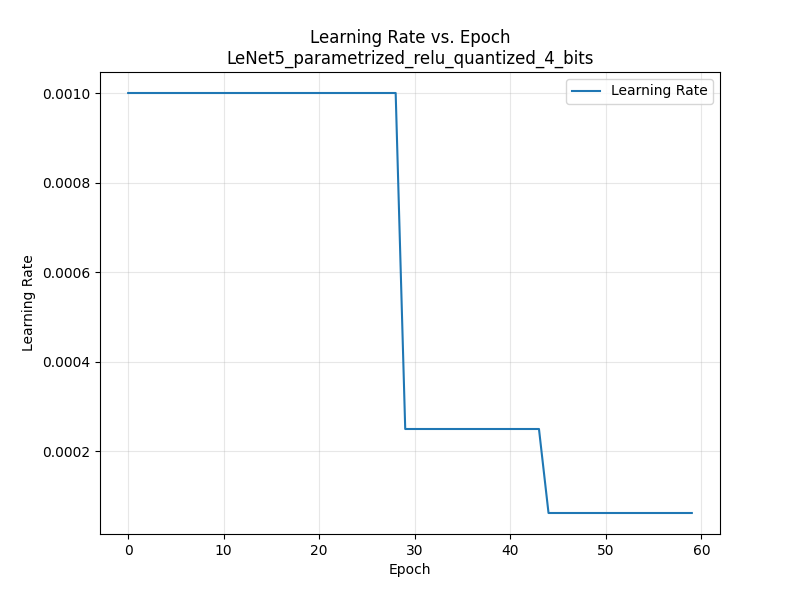 Learning Rate vs. Epoch
LeNet5_parametrized_relu_quantized_4_bits
Learning Rate
0.0010
0.0008
0.0006
0.0004
0.0002
Learning Rate
0 10 20 30 40 50 60
Epoch